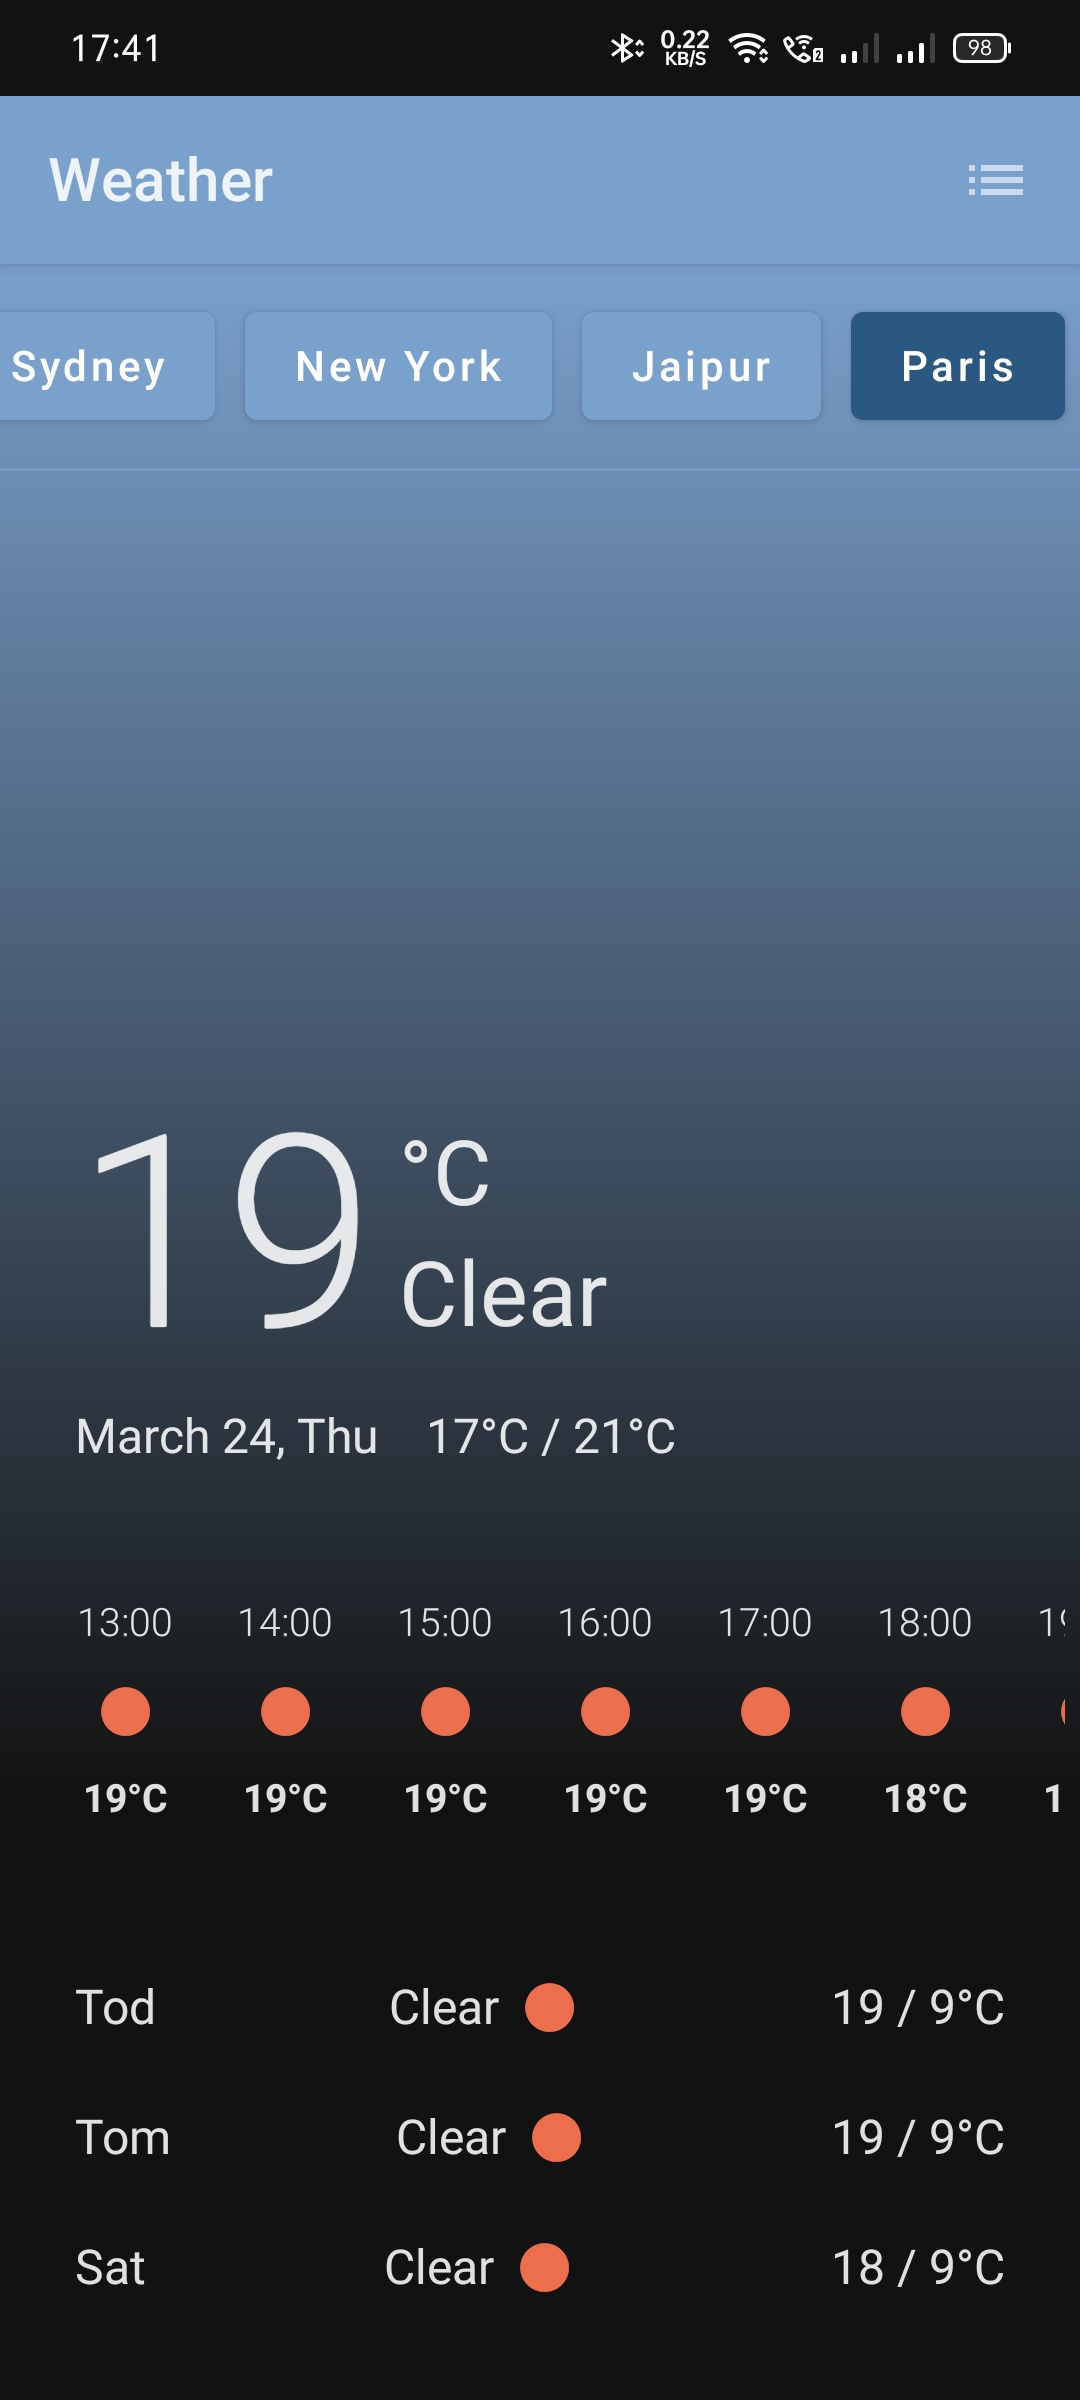 17:41 0.22 KB/S 2 98
Weather
Sydney New York Jaipur Paris
19 °C
Clear
March 24, Thu 17°C / 21°C
13:00 14:00 15:00 16:00 17:00 18:00
19°C 19°C 19°C 19°C 19°C 18°C
Tod Clear 19 / 9°C
Tom Clear 19 / 9°C
Sat Clear 18 / 9°C